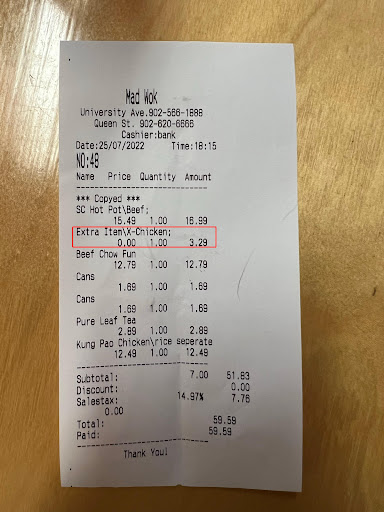 Mad Wok
University Ave.902-566-1888
Queen St. 902-620-6666
Cashier:bank
Date:25/07/2022 Time:18:15
NO:48
Name Price Quantity Amount
*** Copyed ***
SC Hot Pot\Beef;
15.49 1.00 16.99
Extra Item\X-Chicken;
0.00 1.00 3.29
Beef Chow Fun
12.79 1.00 12.79
Cans
1.69 1.00 1.69
Cans
1.69 1.00 1.69
Pure Leaf Tea
2.89 1.00 2.89
Kung Pao Chicken\rice seperate
12.49 1.00 12.49
Subtotal: 7.00 51.83
Discount: 0.00
Salestax: 14.97% 7.76
0.00
Total: 59.59
Paid: 59.59
Thank You!